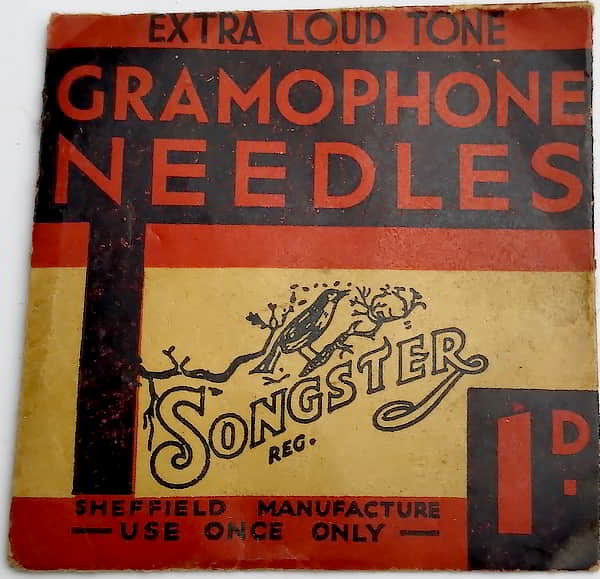 EXTRA LOUD TONE
GRAMOPHONE
NEEDLES
SONGSTER
REG.
1D.
SHEFFIELD MANUFACTURE
— USE ONCE ONLY —